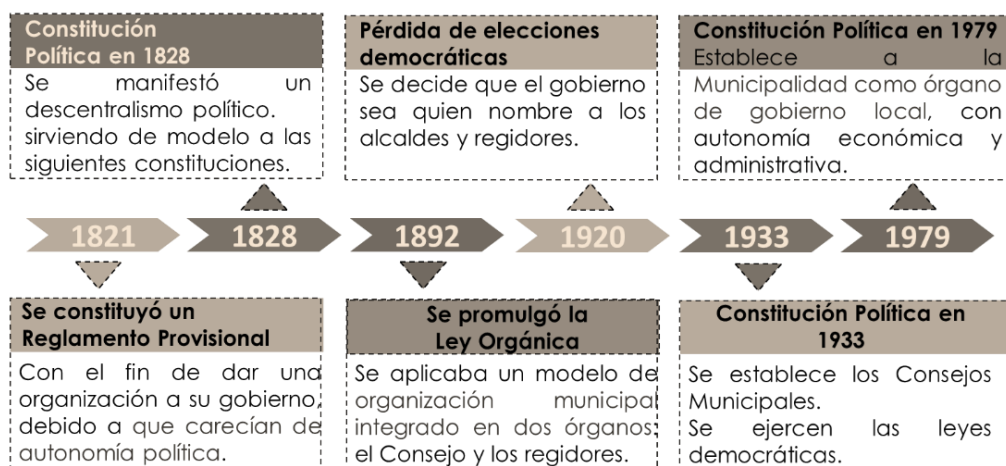 Constitución
Política en 1828
Se manifestó un
descentralismo político.
sirviendo de modelo a las
siguientes constituciones.
Pérdida de elecciones
democráticas
Se decide que el gobierno
sea quien nombre a los
alcaldes y regidores.
Constitución Política en 1979
Establece a la
Municipalidad como órgano
de gobierno local, con
autonomía económica y
administrativa.
1821
1828
1892
1920
1933
1979
Se constituyó un
Reglamento Provisional
Con el fin de dar una
organización a su gobierno,
debido a que carecían de
autonomía política.
Se promulgó la
Ley Orgánica
Se aplicaba un modelo de
organización municipal
integrado en dos órganos:
el Consejo y los regidores.
Constitución Política en
1933
Se establece los Consejos
Municipales.
Se ejercen las leyes
democráticas.